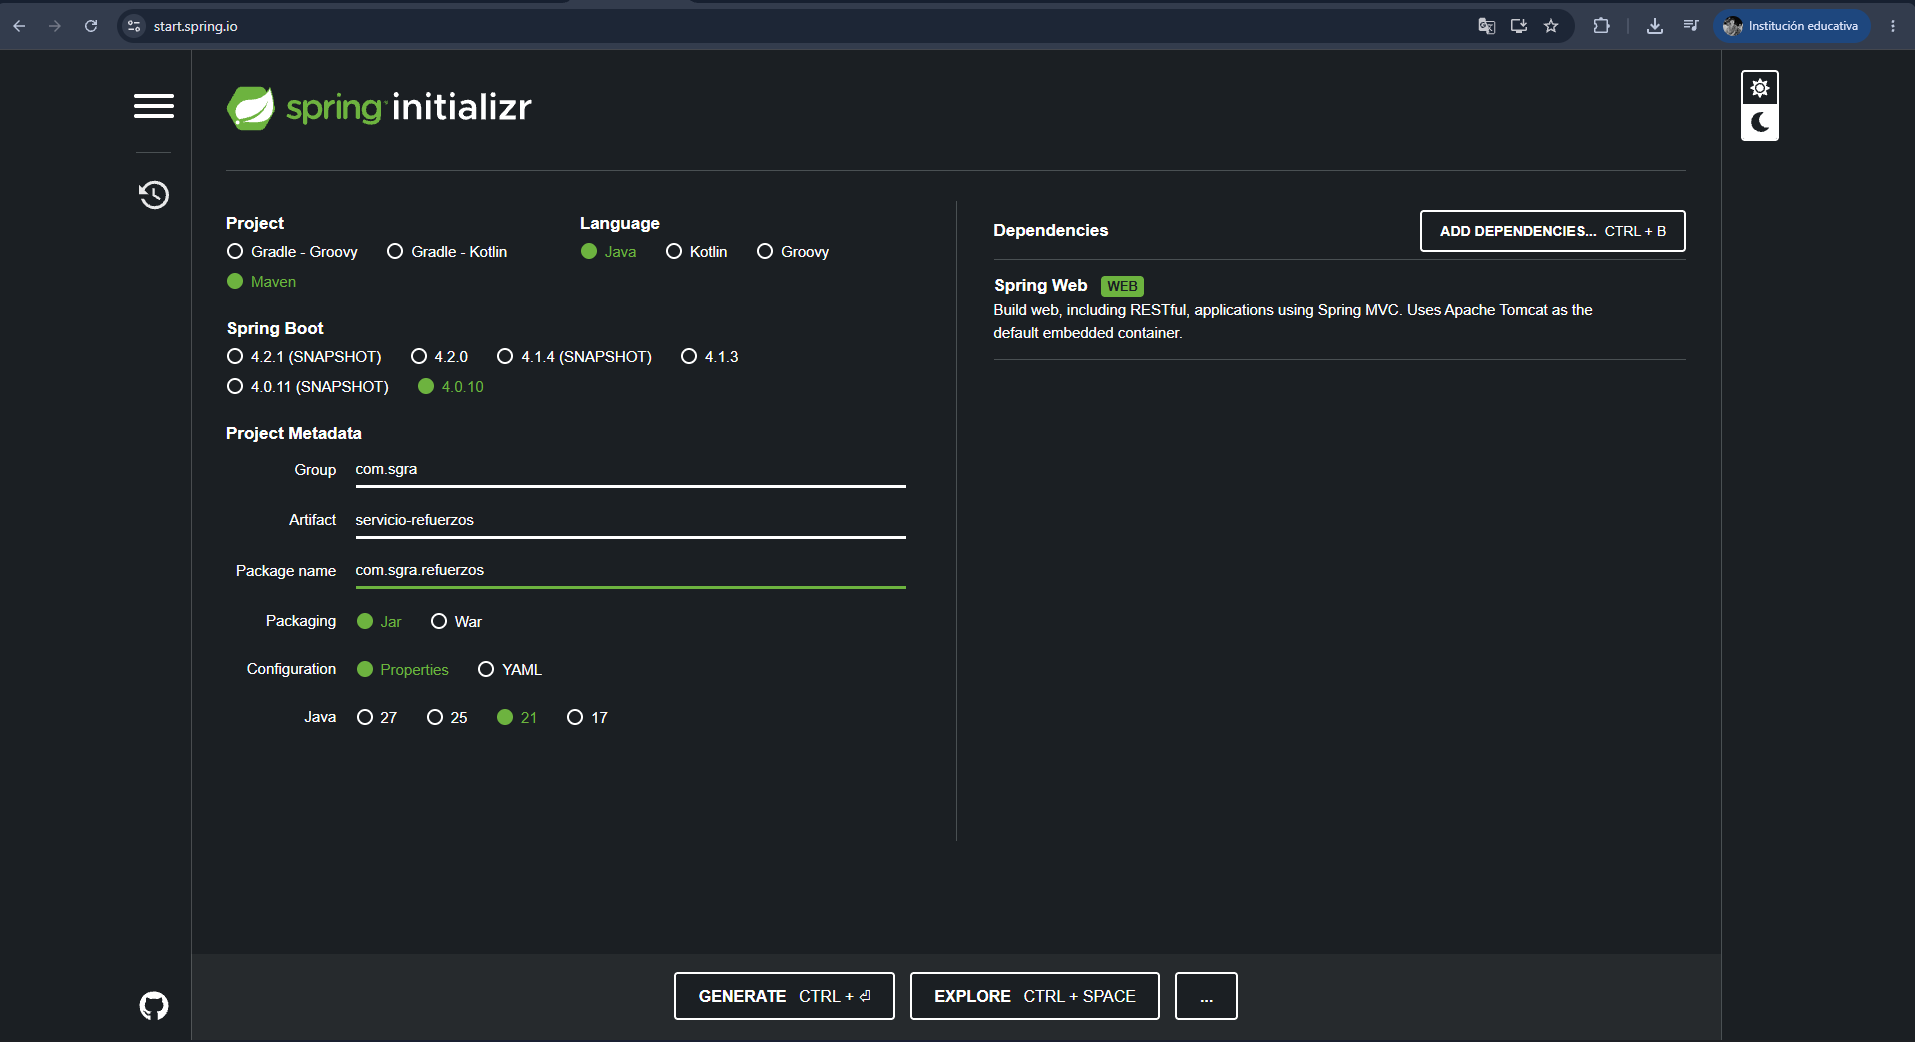 start.spring.io
Institución educativa
spring initializr
Project
Gradle - Groovy
Gradle - Kotlin
Maven
Language
Java
Kotlin
Groovy
Spring Boot
4.2.1 (SNAPSHOT)
4.2.0
4.1.4 (SNAPSHOT)
4.1.3
4.0.11 (SNAPSHOT)
4.0.10
Project Metadata
Group com.sgra
Artifact servicio-refuerzos
Package name com.sgra.refuerzos
Packaging Jar War
Configuration Properties YAML
Java 27 25 21 17
Dependencies
ADD DEPENDENCIES... CTRL + B
Spring Web WEB
Build web, including RESTful, applications using Spring MVC. Uses Apache Tomcat as the
default embedded container.
GENERATE CTRL + ⏎
EXPLORE CTRL + SPACE
...